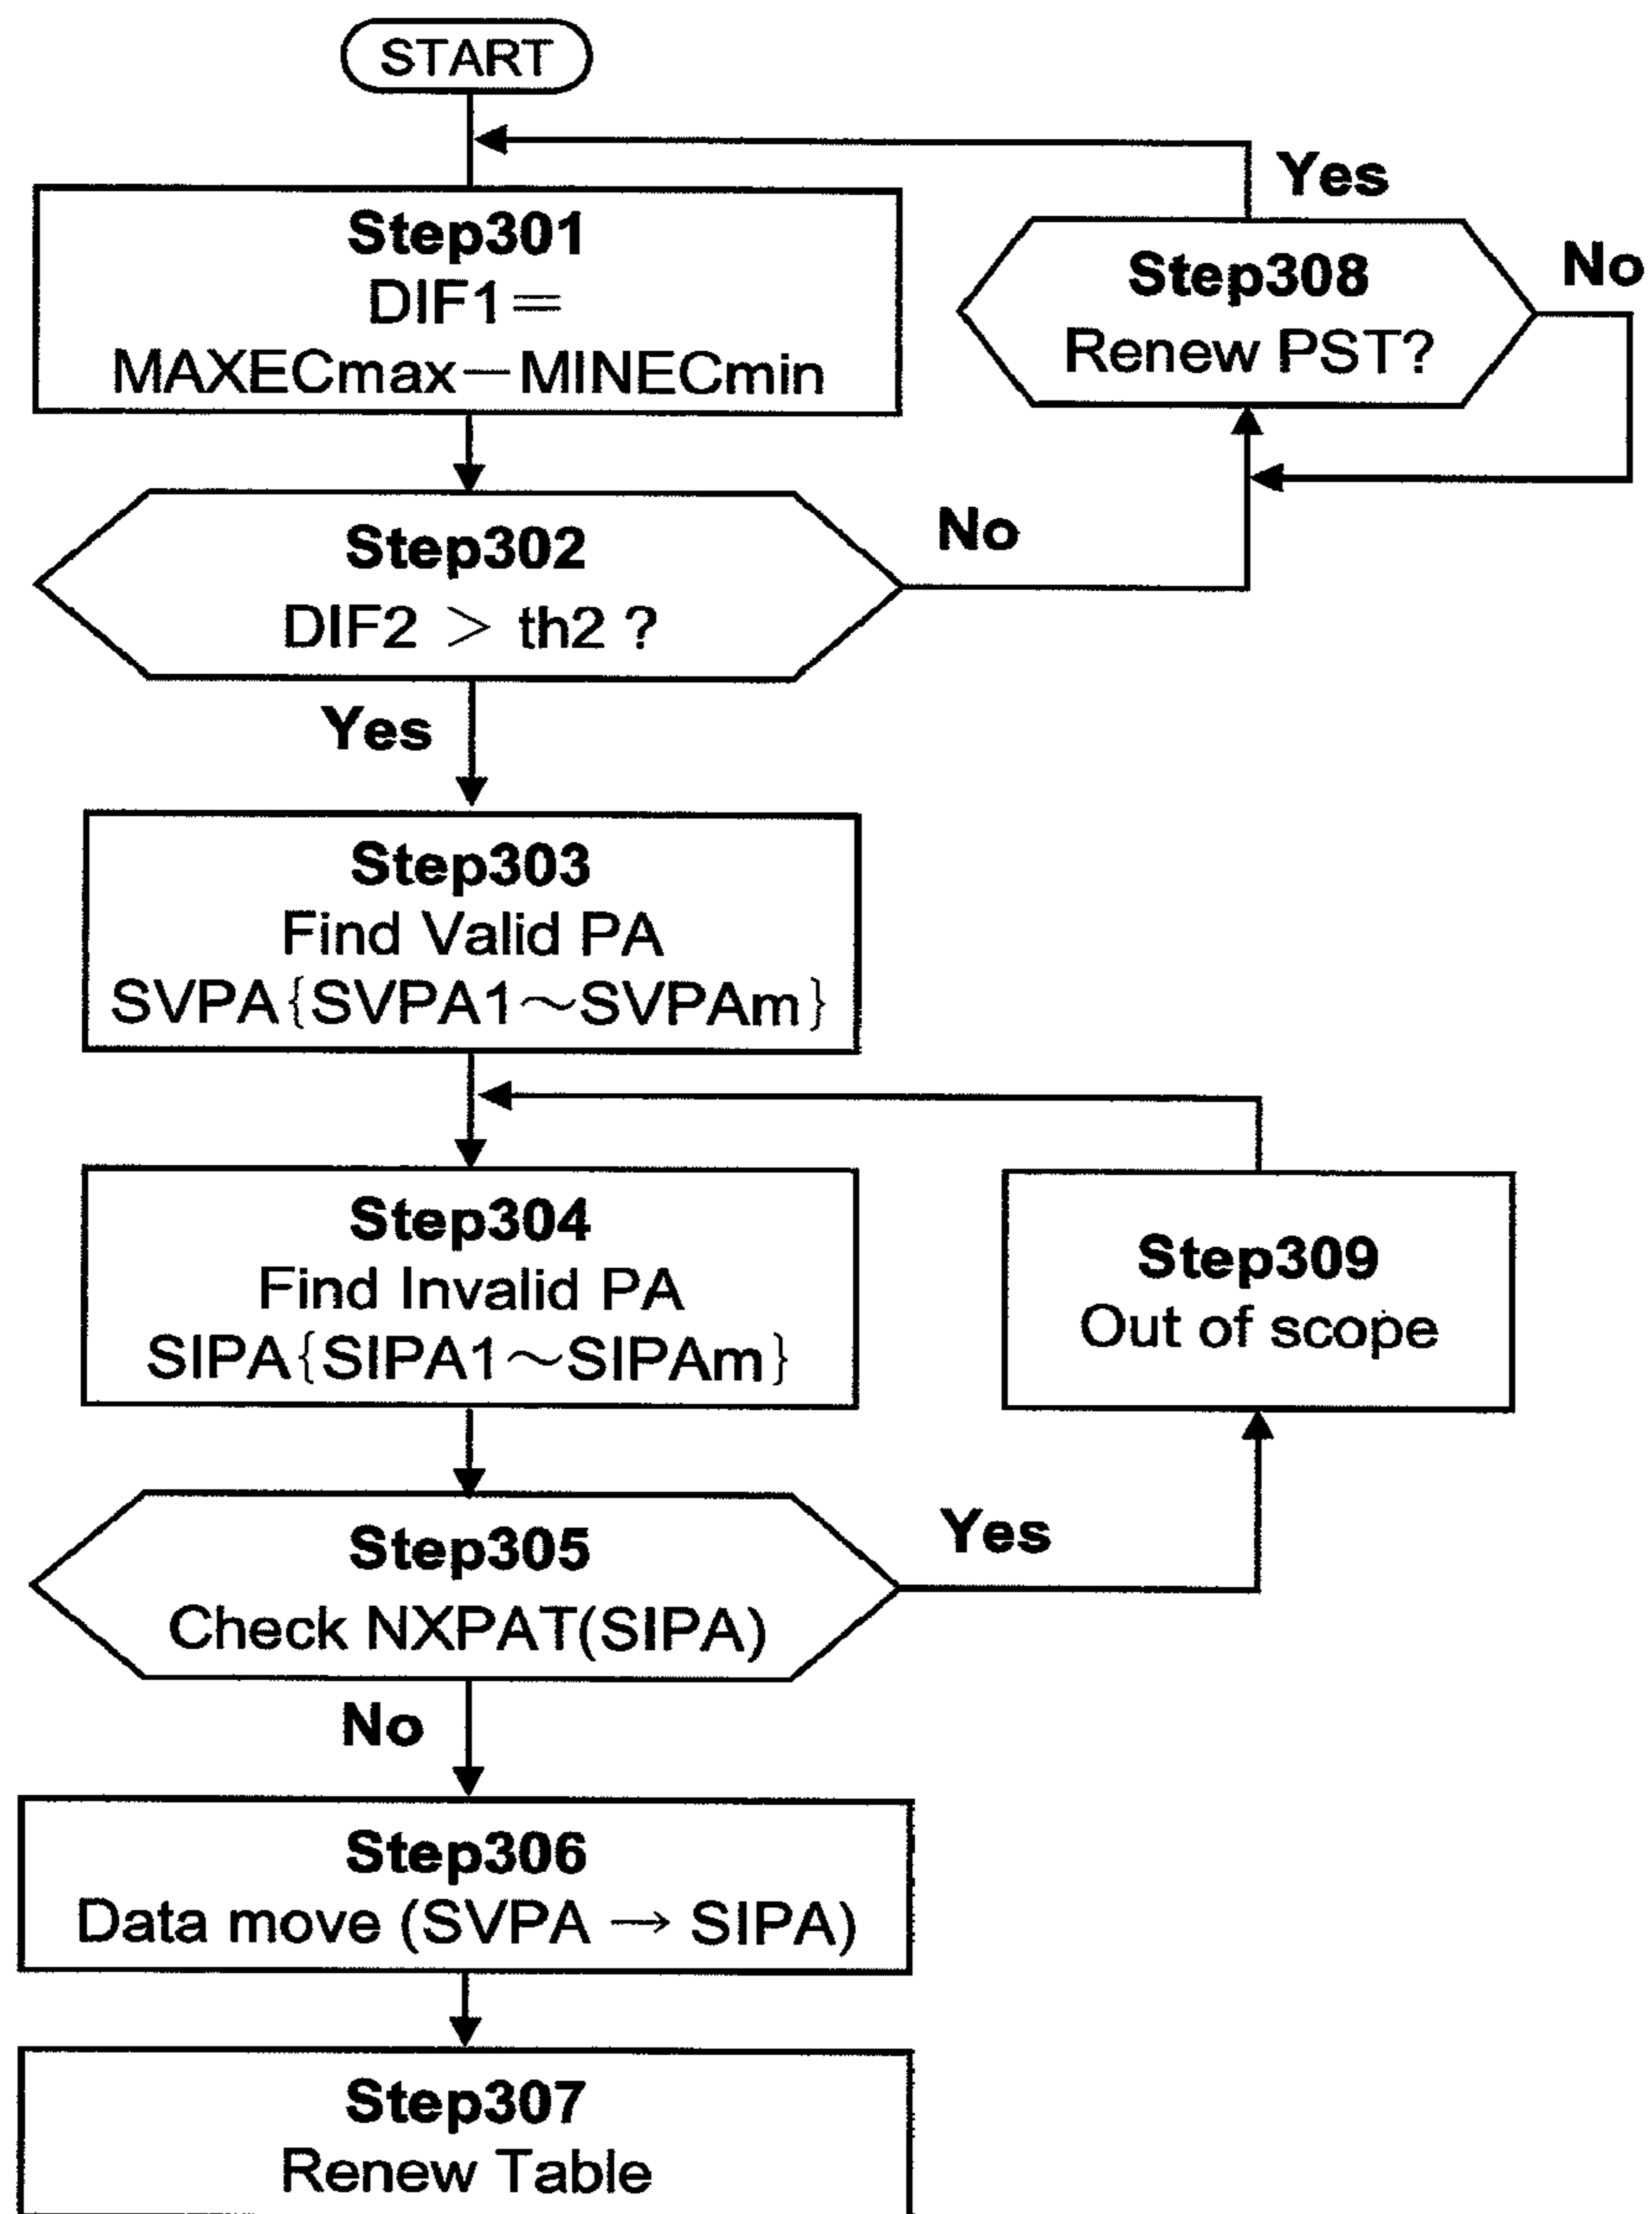 START
Yes
Step301
DIF1=
MAXECmax－MINECmin
Step308
Renew PST?
No
Step302
DIF2 > th2 ?
No
Yes
Step303
Find Valid PA
SVPA{SVPA1～SVPAm}
Step304
Find Invalid PA
SIPA{SIPA1～SIPAm}
Step309
Out of scope
Step305
Check NXPAT(SIPA)
Yes
No
Step306
Data move (SVPA → SIPA)
Step307
Renew Table